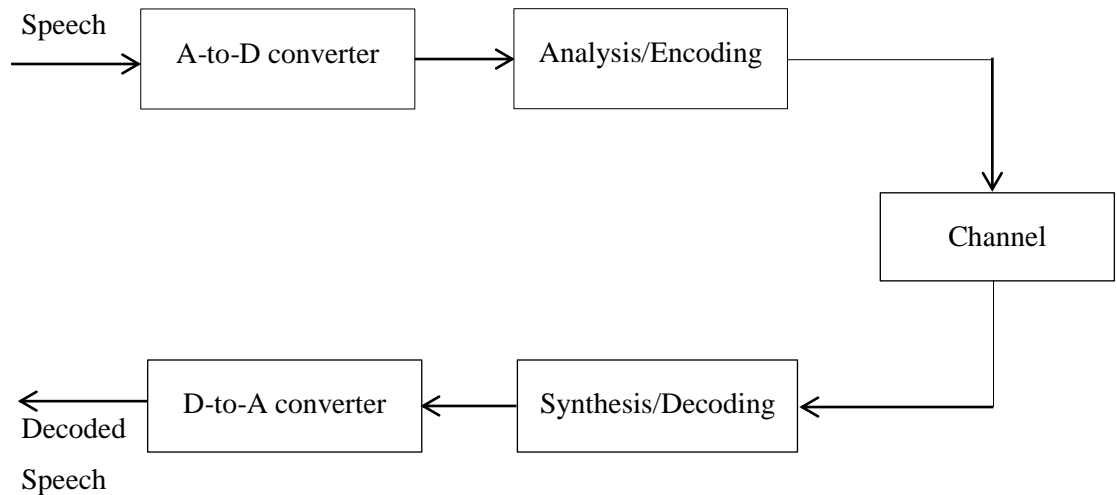 Speech
A-to-D converter
Analysis/Encoding
Channel
Synthesis/Decoding
D-to-A converter
Decoded
Speech